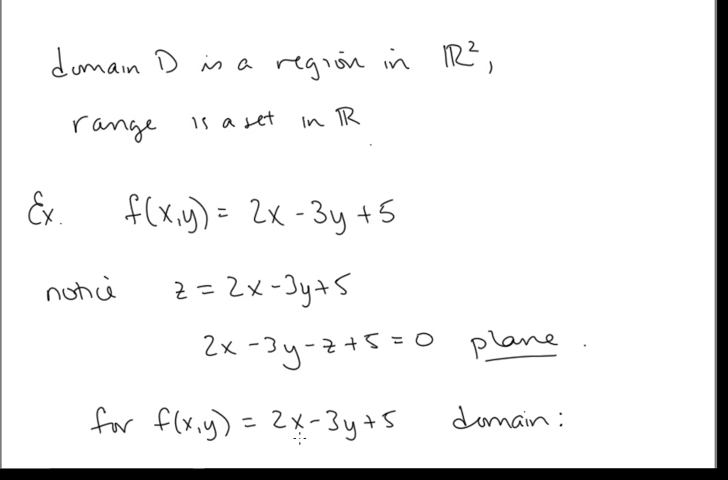 domain D is a region in ℝ²,
range is a set in ℝ
Ex. f(x,y) = 2x - 3y + 5
notice z = 2x - 3y + 5
2x - 3y - z + 5 = 0 plane.
for f(x,y) = 2x - 3y + 5 domain: